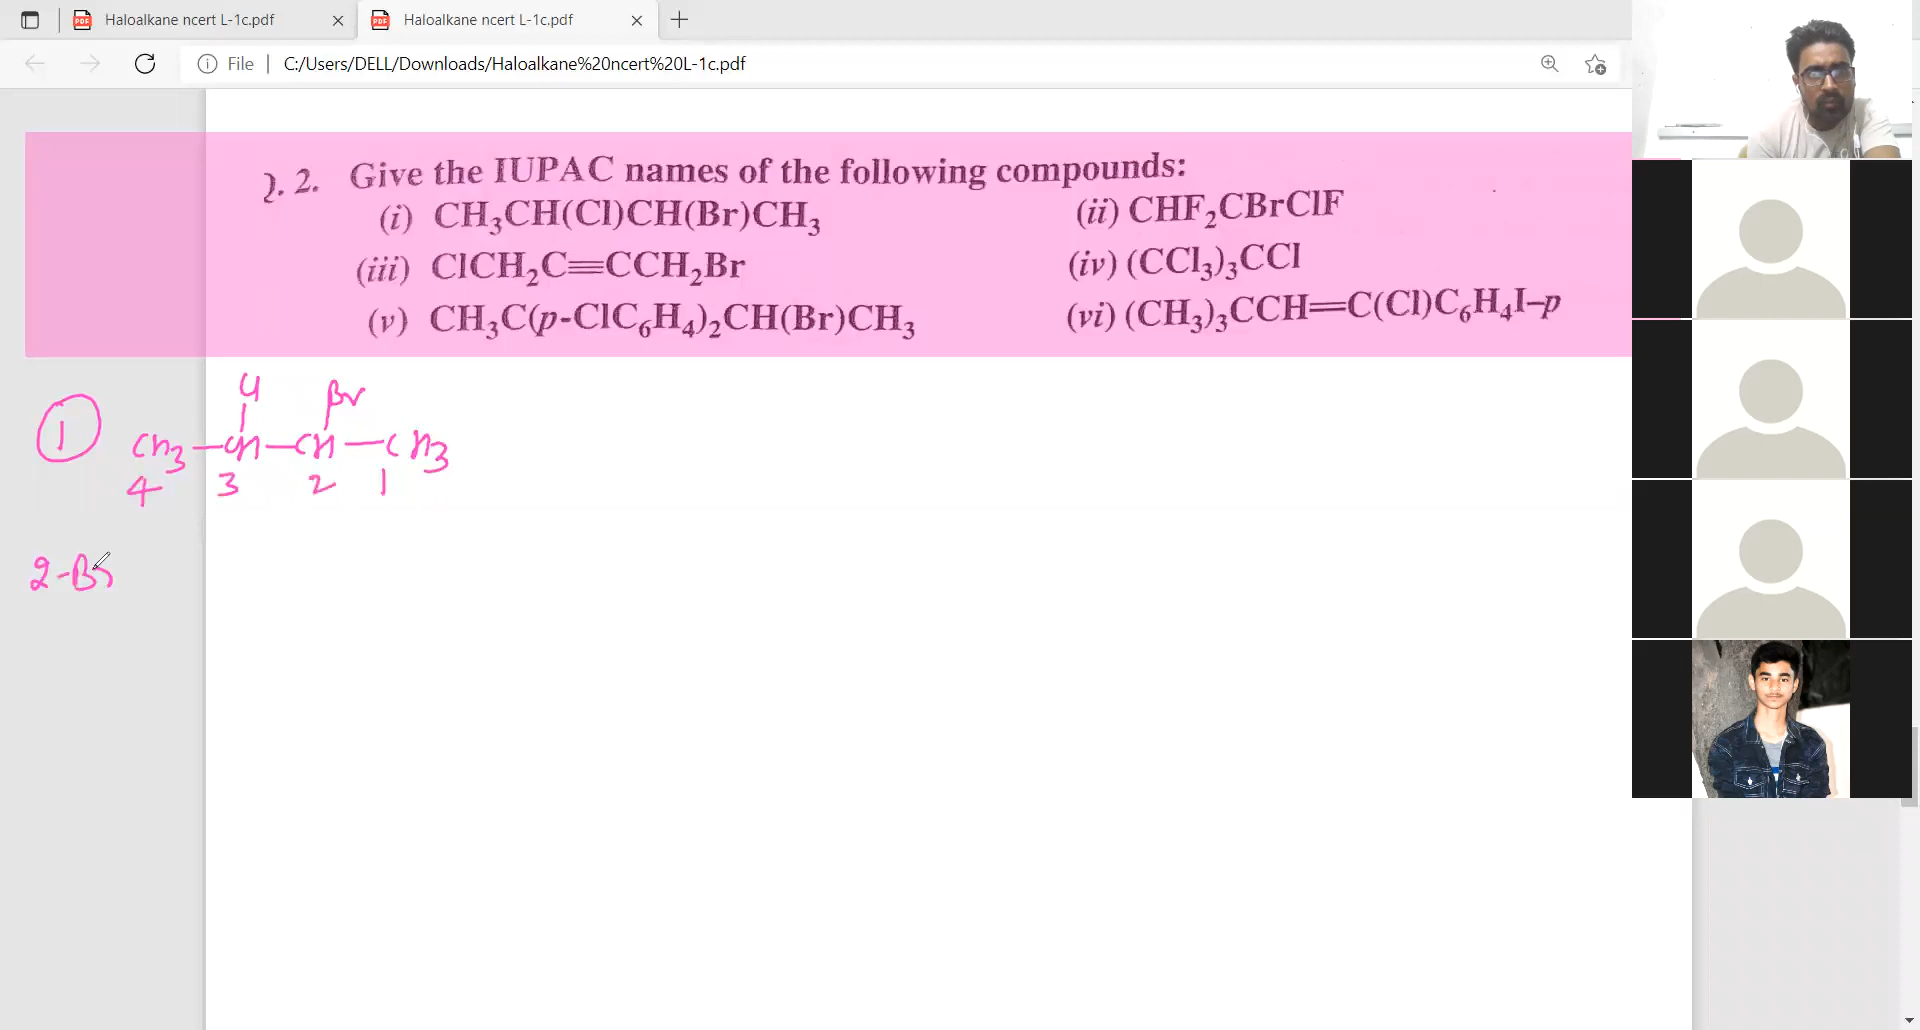 Haloalkane ncert L-1c.pdf
Haloalkane ncert L-1c.pdf
File C:/Users/DELL/Downloads/Haloalkane%20ncert%20L-1c.pdf
2. Give the IUPAC names of the following compounds:
(i) CH₃CH(Cl)CH(Br)CH₃ (ii) CHF₂CBrClF
(iii) ClCH₂C≡CCH₂Br (iv) (CCl₃)₃CCl
(v) CH₃C(p-ClC₆H₄)₂CH(Br)CH₃ (vi) (CH₃)₃CCH=C(Cl)C₆H₄I–p
Cl Br
1 CH₃—CH—CH—CH₃
4 3 2 1
2-Br